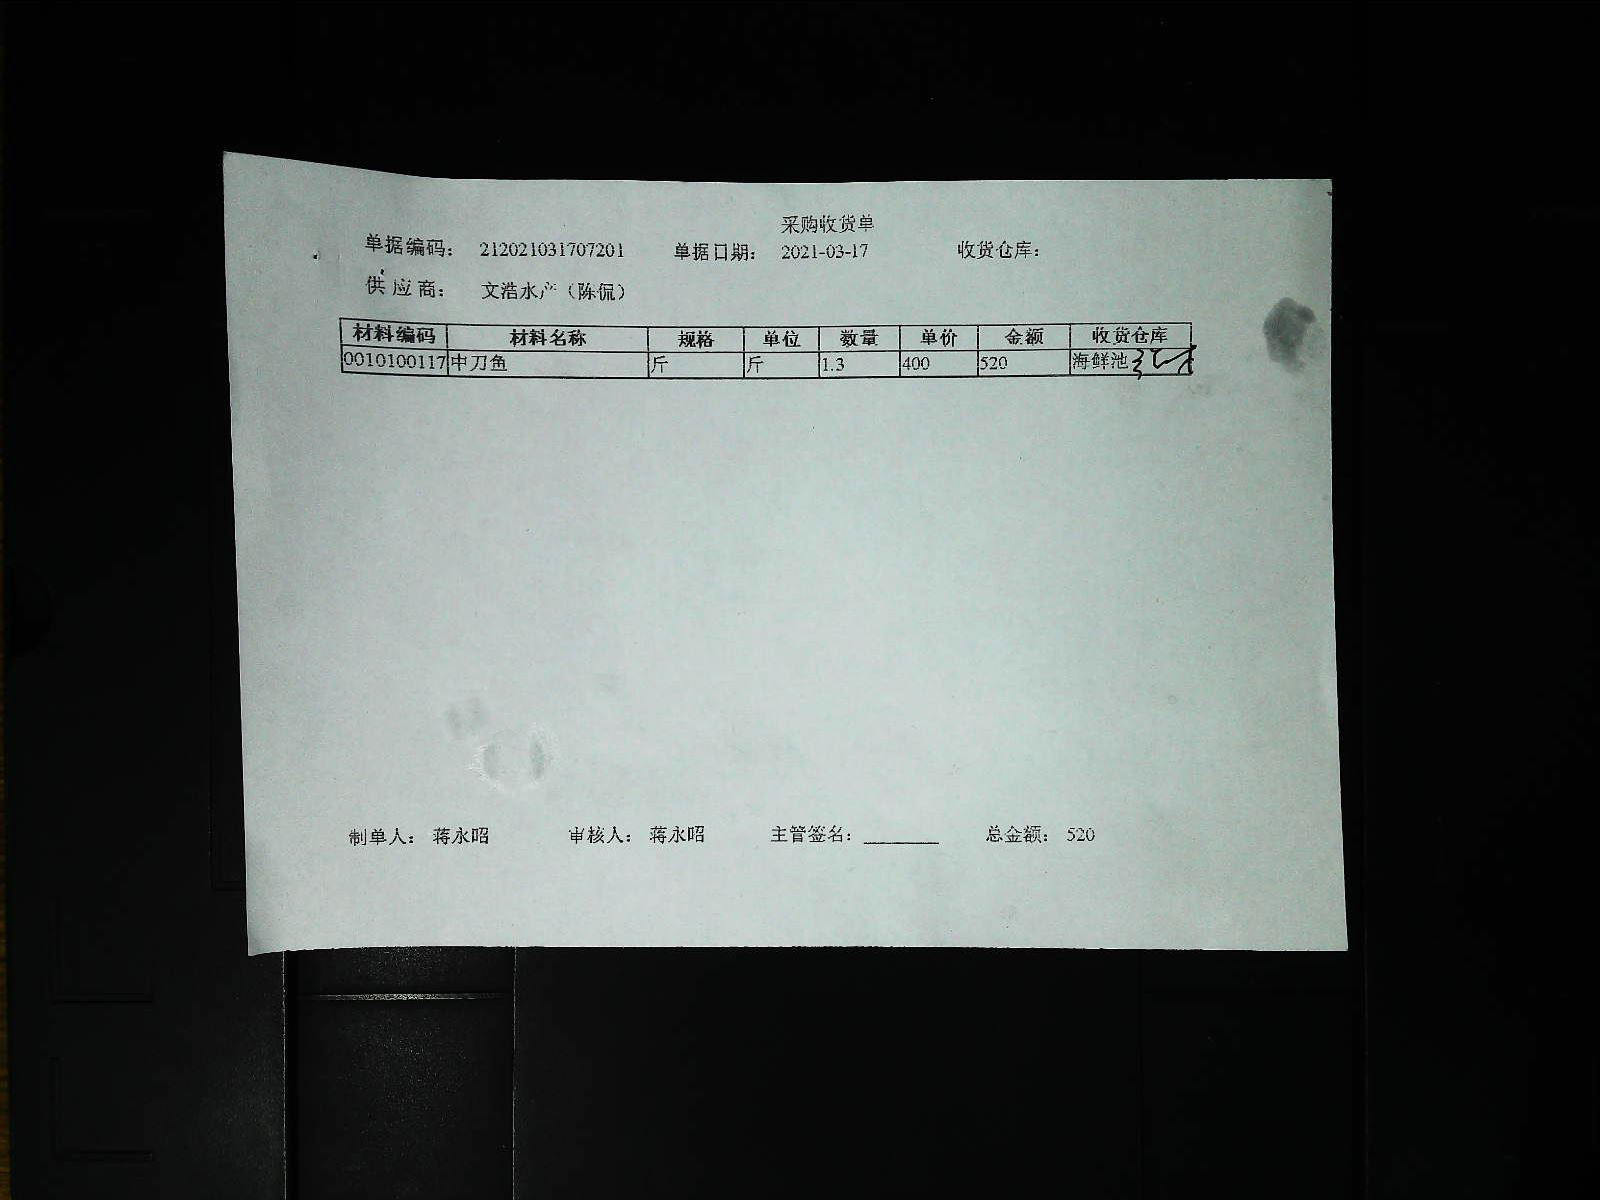 采购收货单
单据编码： 212021031707201 单据日期： 2021-03-17 收货仓库：
供应商： 文浩水产（陈侃）
材料编码 材料名称 规格 单位 数量 单价 金额 收货仓库
0010100117 中刀鱼 斤 斤 1.3 400 520 海鲜池
制单人： 蒋永昭 审核人： 蒋永昭 主管签名： 总金额： 520